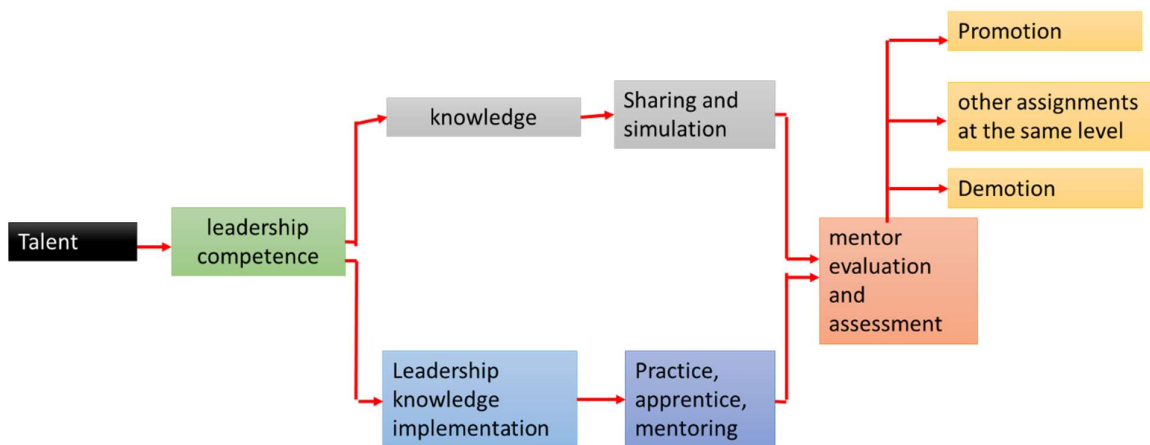 Talent
leadership
competence
knowledge
Sharing and
simulation
Leadership
knowledge
implementation
Practice,
apprentice,
mentoring
mentor
evaluation
and
assessment
Promotion
other assignments
at the same level
Demotion